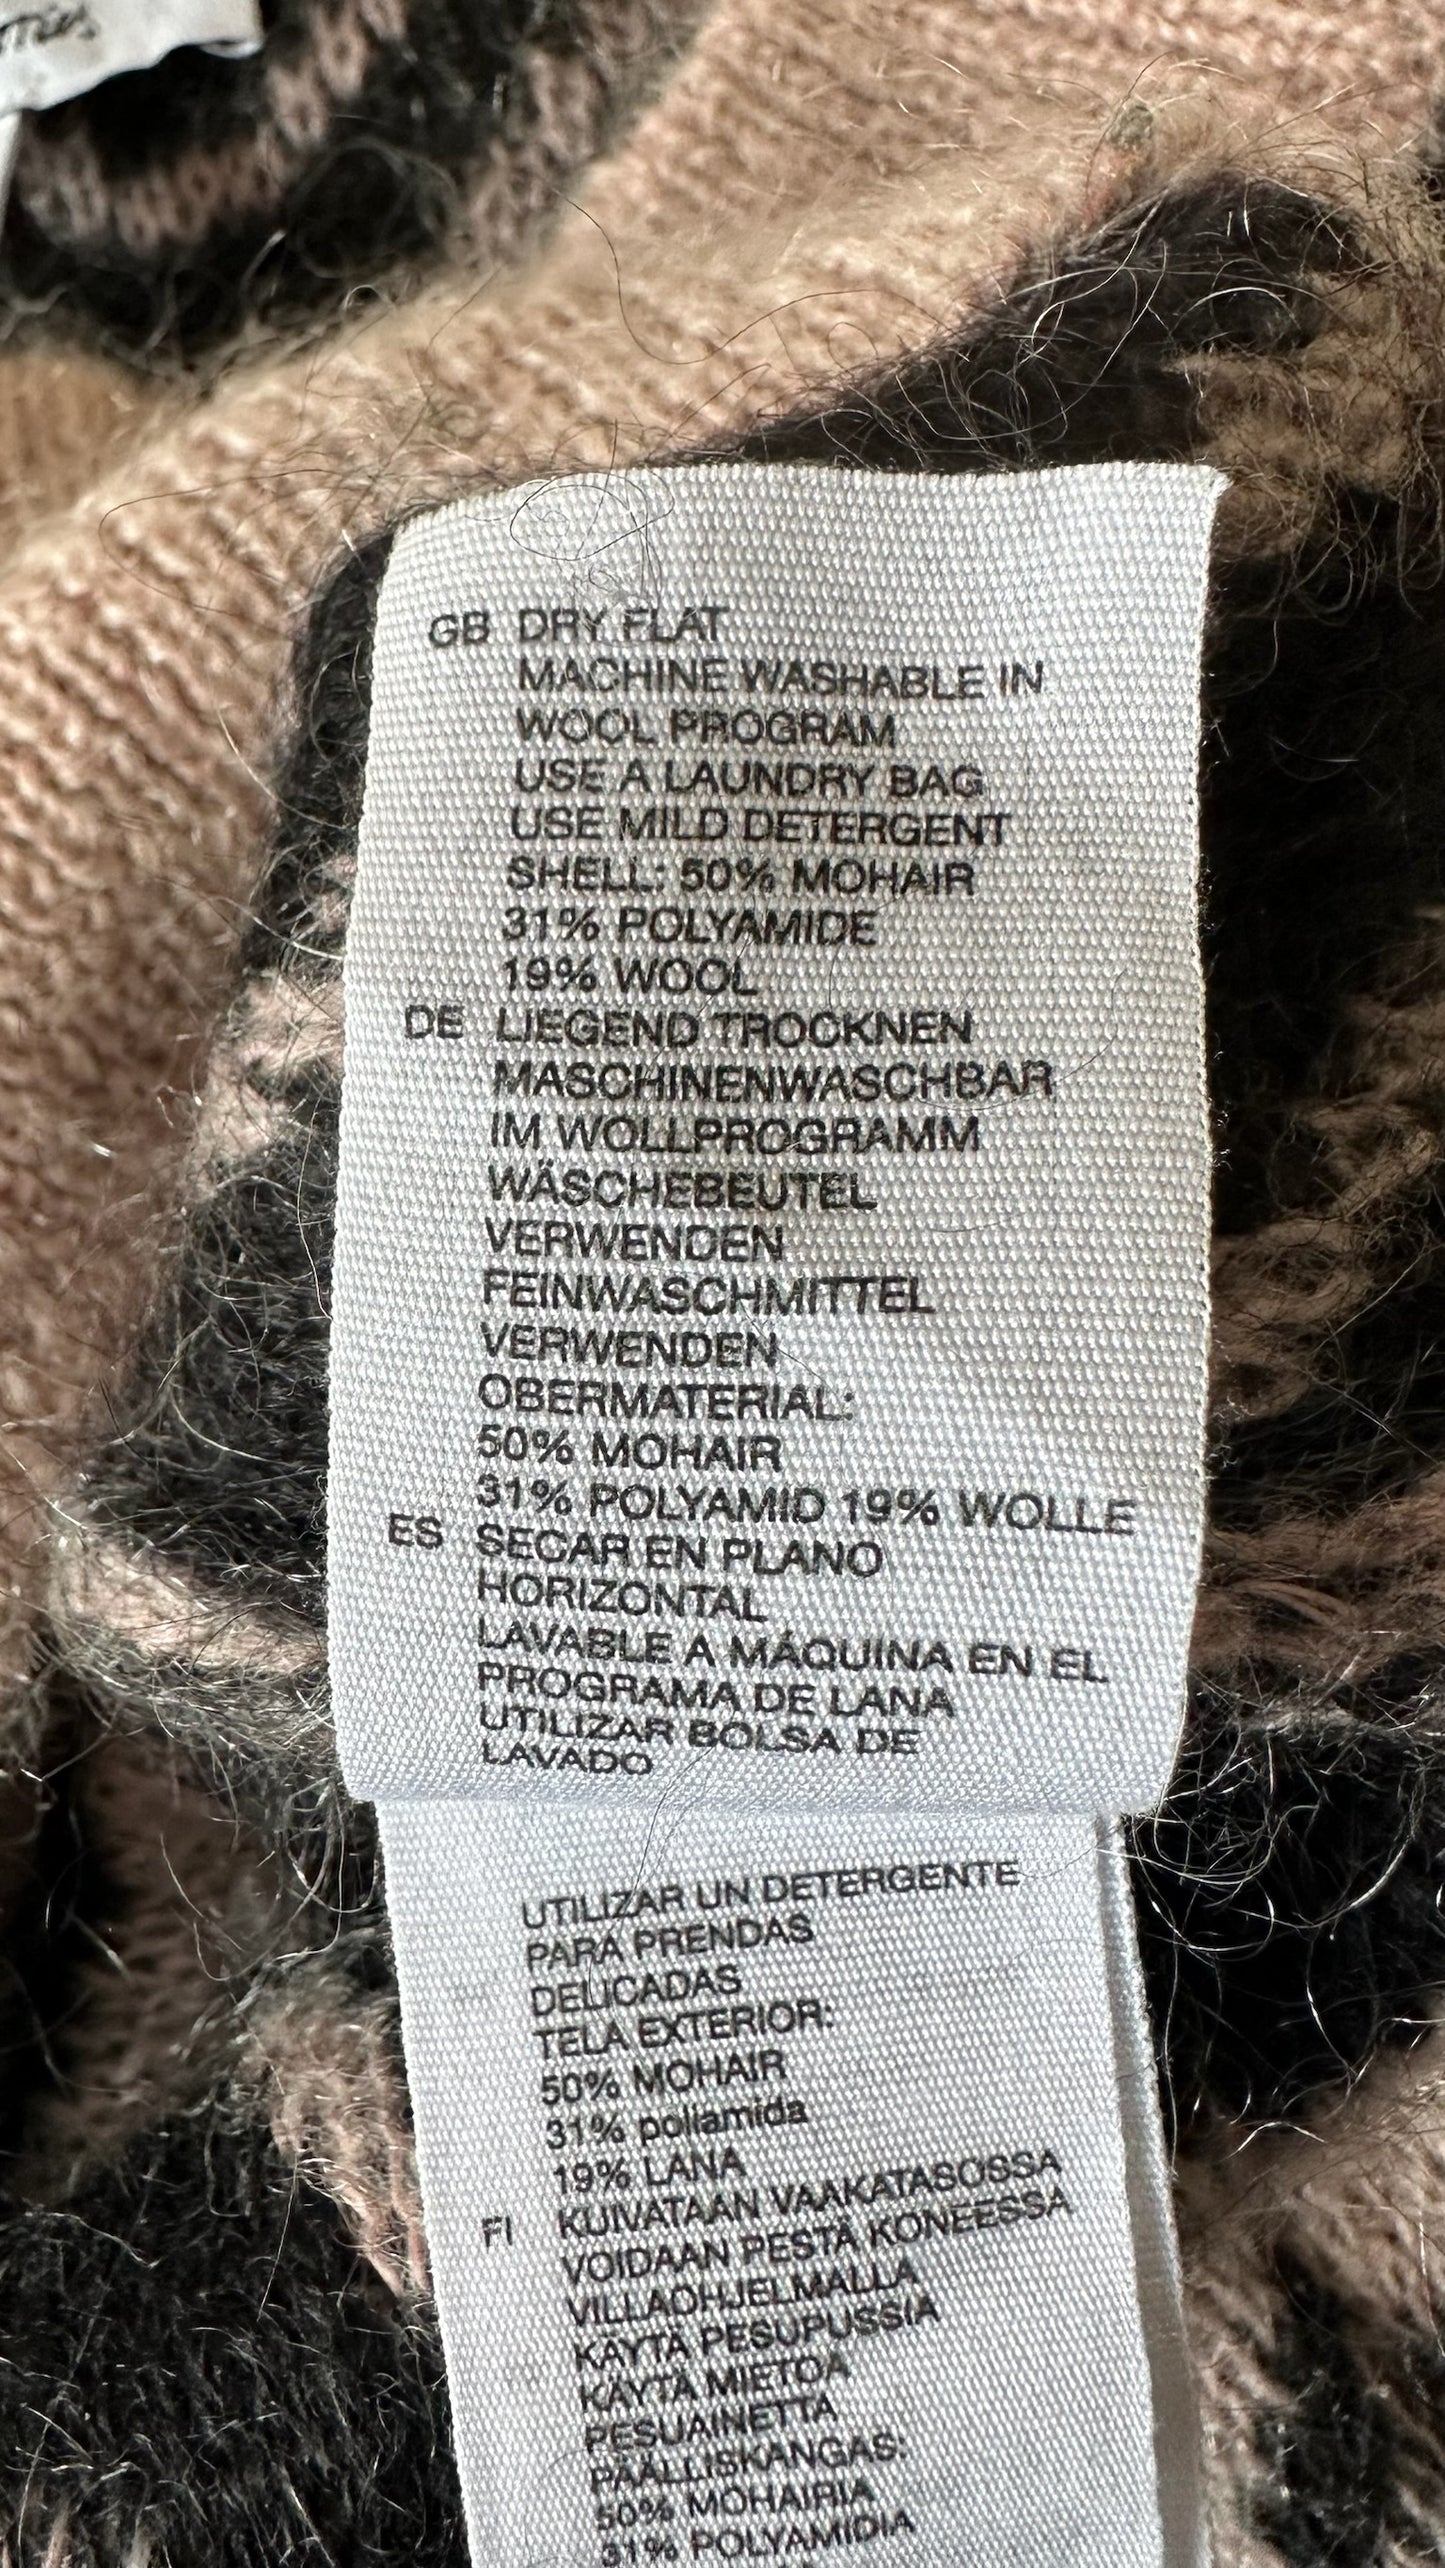 GB DRY FLAT
MACHINE WASHABLE IN
WOOL PROGRAM
USE A LAUNDRY BAG
USE MILD DETERGENT
SHELL: 50% MOHAIR
31% POLYAMIDE
19% WOOL
DE LIEGEND TROCKNEN
MASCHINENWASCHBAR
IM WOLLPROGRAMM
WÄSCHEBEUTEL
VERWENDEN
FEINWASCHMITTEL
VERWENDEN
OBERMATERIAL:
50% MOHAIR
31% POLYAMID 19% WOLLE
ES SECAR EN PLANO
HORIZONTAL
LAVABLE A MÁQUINA EN EL
PROGRAMA DE LANA
UTILIZAR BOLSA DE
LAVADO
UTILIZAR UN DETERGENTE
PARA PRENDAS
DELICADAS
TELA EXTERIOR:
50% MOHAIR
31% poliamida
19% LANA
FI KUIVATAAN VAAKATASOSSA
VOIDAAN PESTÄ KONEESSA
VILLAOHJELMALLA
KÄYTÄ PESUPUSSIA
KÄYTÄ MIETOA
PESUAINETTA
PÄÄLLISKANGAS:
50% MOHAIRIA
31% POLYAMIDIA